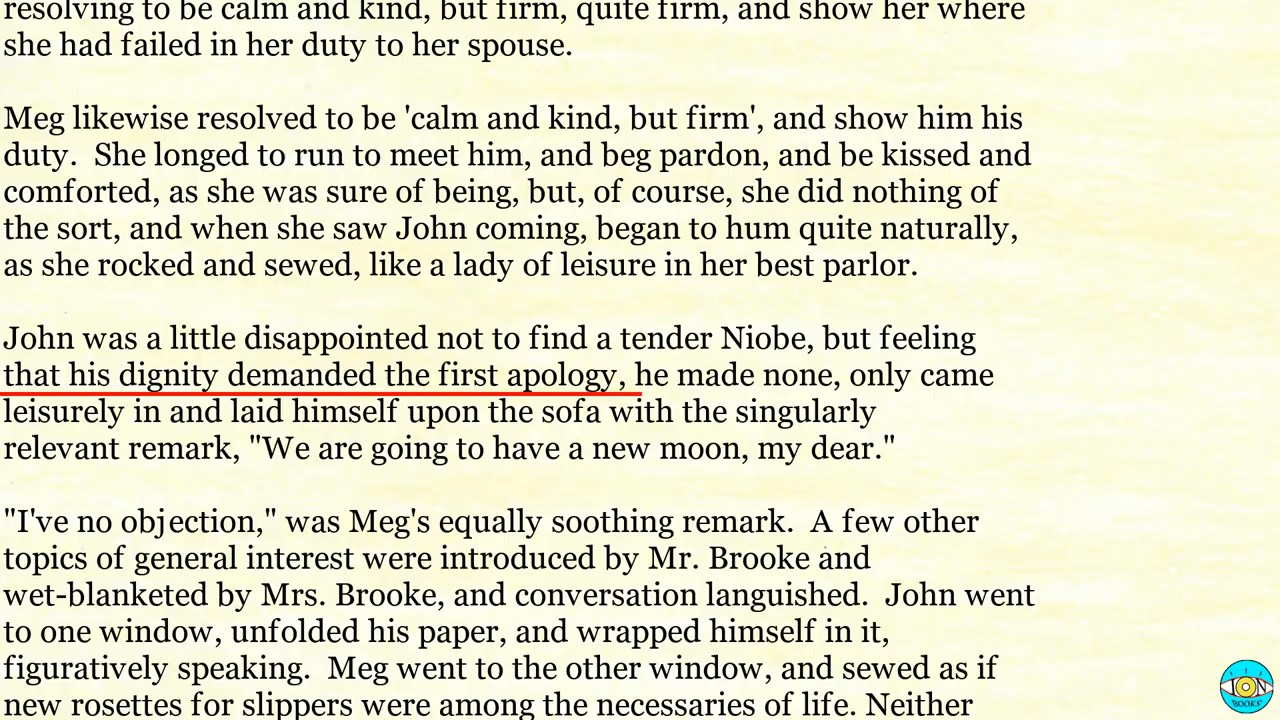 resolving to be calm and kind, but firm, quite firm, and show her where
she had failed in her duty to her spouse.
Meg likewise resolved to be 'calm and kind, but firm', and show him his
duty.  She longed to run to meet him, and beg pardon, and be kissed and
comforted, as she was sure of being, but, of course, she did nothing of
the sort, and when she saw John coming, began to hum quite naturally,
as she rocked and sewed, like a lady of leisure in her best parlor.
John was a little disappointed not to find a tender Niobe, but feeling
that his dignity demanded the first apology, he made none, only came
leisurely in and laid himself upon the sofa with the singularly
relevant remark, "We are going to have a new moon, my dear."
"I've no objection," was Meg's equally soothing remark.  A few other
topics of general interest were introduced by Mr. Brooke and
wet-blanketed by Mrs. Brooke, and conversation languished.  John went
to one window, unfolded his paper, and wrapped himself in it,
figuratively speaking.  Meg went to the other window, and sewed as if
new rosettes for slippers were among the necessaries of life. Neither
ION
BOOKS